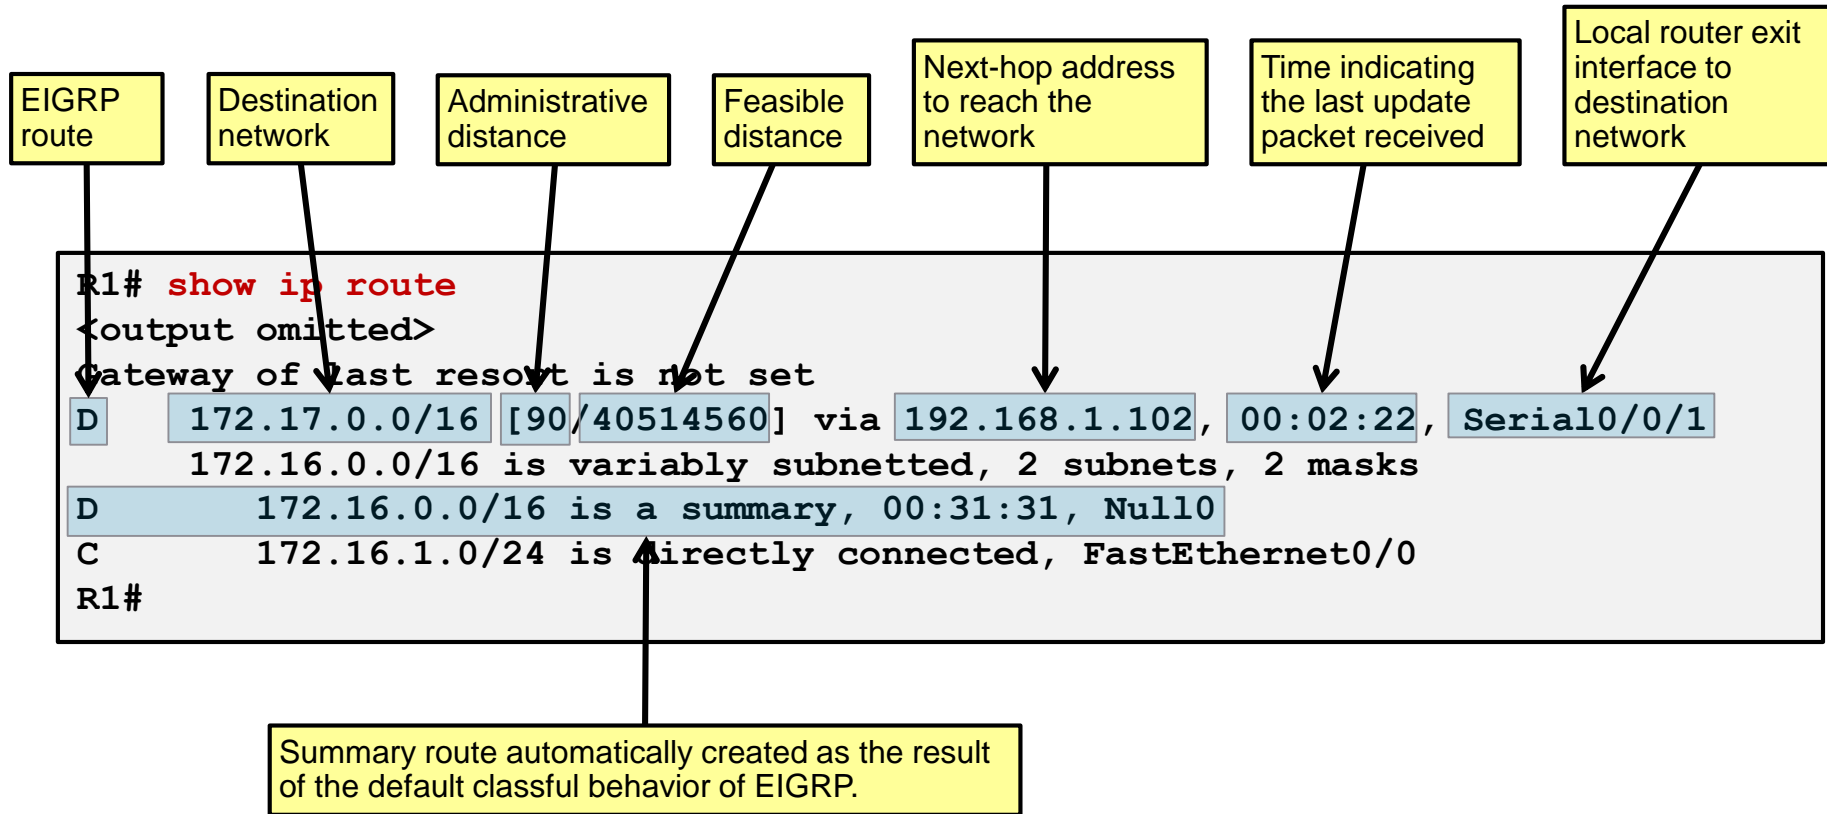 EIGRP
route
Destination
network
Administrative
distance
Feasible
distance
Next-hop address
to reach the
network
Time indicating
the last update
packet received
Local router exit
interface to
destination
network
R1# show ip route
<output omitted>
Gateway of last resort is not set
D 172.17.0.0/16 [90/40514560] via 192.168.1.102, 00:02:22, Serial0/0/1
172.16.0.0/16 is variably subnetted, 2 subnets, 2 masks
D 172.16.0.0/16 is a summary, 00:31:31, Null0
C 172.16.1.0/24 is directly connected, FastEthernet0/0
R1#
Summary route automatically created as the result
of the default classful behavior of EIGRP.